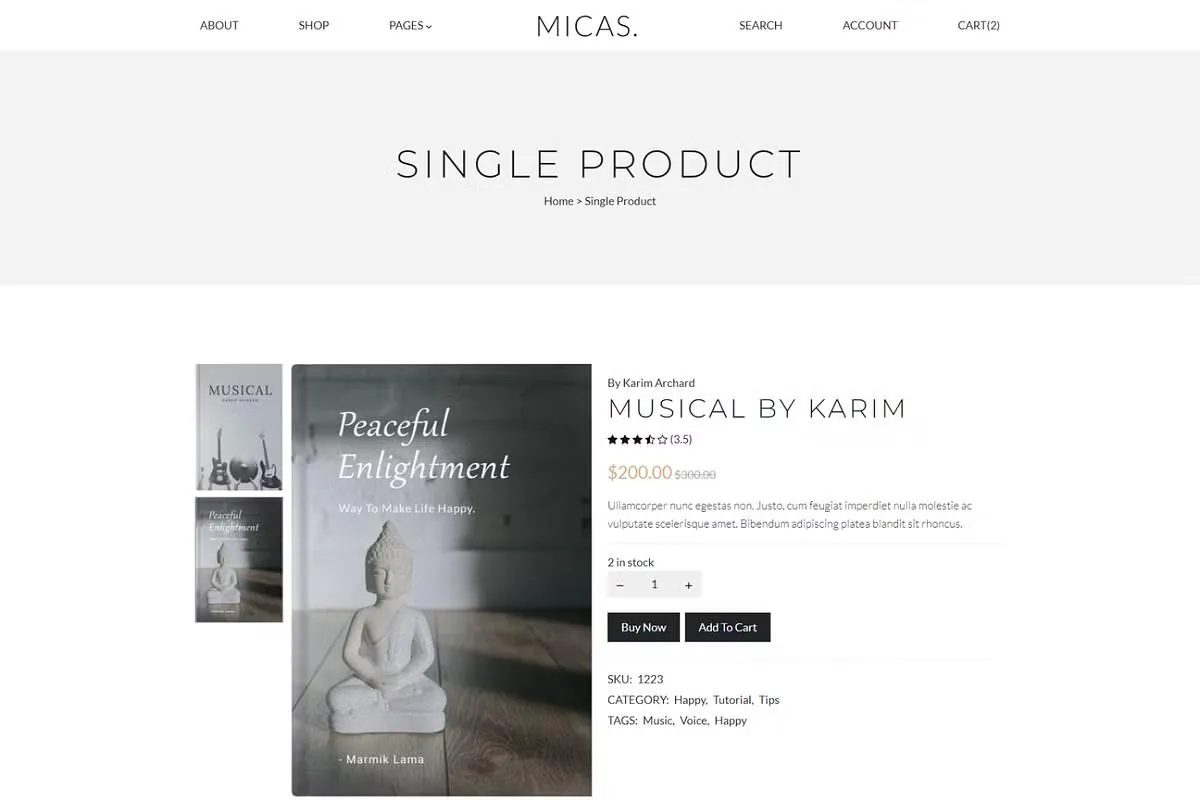 ABOUT SHOP PAGES MICAS. SEARCH ACCOUNT CART(2)
SINGLE PRODUCT
Home > Single Product
MUSICAL
Peaceful
Enlightment
Peaceful
Enlightment
Way To Make Life Happy.
- Marmik Lama
By Karim Archard
MUSICAL BY KARIM
(3.5)
$200.00 $300.00
Ullamcorper nunc egestas non. Justo, cum feugiat imperdiet nulla molestie ac
vulputate scelerisque amet. Bibendum adipiscing platea blandit sit rhoncus.
2 in stock
− 1 +
Buy Now Add To Cart
SKU: 1223
CATEGORY: Happy, Tutorial, Tips
TAGS: Music, Voice, Happy